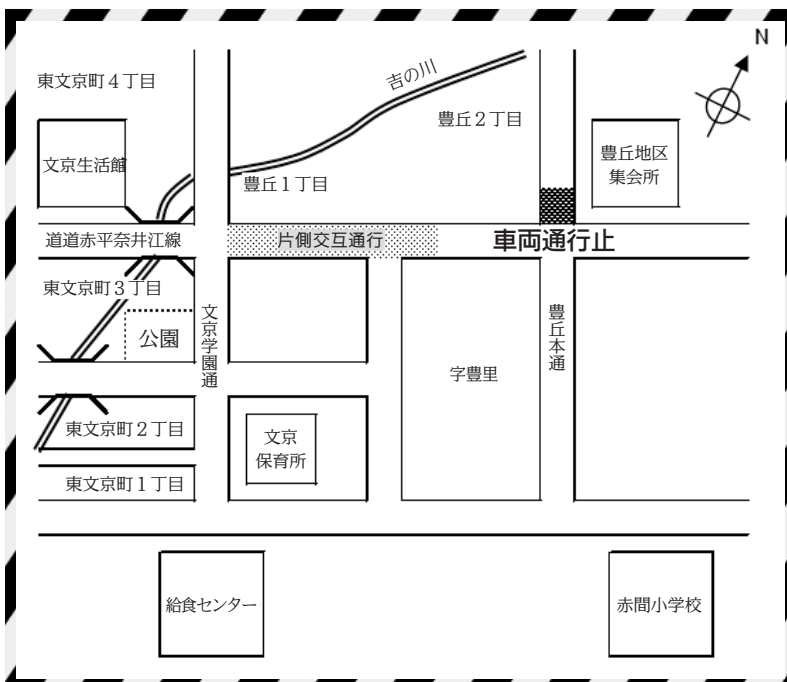 N
東文京町４丁目
吉の川
豊丘２丁目
文京生活館
豊丘地区
集会所
豊丘１丁目
道道赤平奈井江線
片側交互通行
車両通行止
東文京町３丁目
公園
文京学園通
豊丘本通
字豊里
東文京町２丁目
文京
保育所
東文京町１丁目
給食センター
赤間小学校